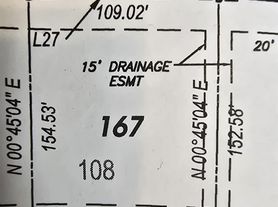 109.02'
L27
20'
15' DRAINAGE
ESMT
N 00°45'04" E
154.53'
167
108
N 00°45'04" E
152.58'